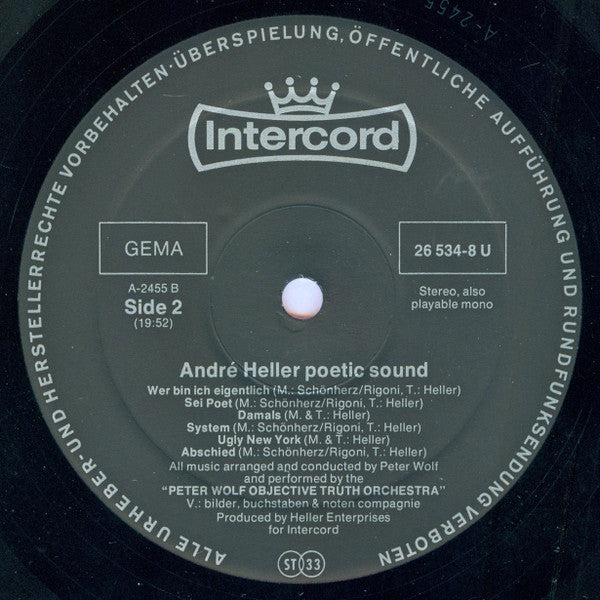 ALLE URHEBER- UND HERSTELLERRECHTE VORBEHALTEN · ÜBERSPIELUNG, ÖFFENTLICHE AUFFÜHRUNG UND RUNDFUNKSENDUNG VERBOTEN
A-2455
Intercord
GEMA
26 534-8 U
A-2455 B
Side 2
(19:52)
Stereo, also
playable mono
André Heller poetic sound
Wer bin ich eigentlich (M.: Schönherz/Rigoni, T.: Heller)
Sei Poet (M.: Schönherz/Rigoni, T.: Heller)
Damals (M. & T.: Heller)
System (M.: Schönherz/Rigoni, T.: Heller)
Ugly New York (M. & T.: Heller)
Abschied (M.: Schönherz/Rigoni, T.: Heller)
All music arranged and conducted by Peter Wolf
and performed by the
"PETER WOLF OBJECTIVE TRUTH ORCHESTRA"
V.: bilder, buchstaben & noten compagnie
Produced by Heller Enterprises
for Intercord
ST 33